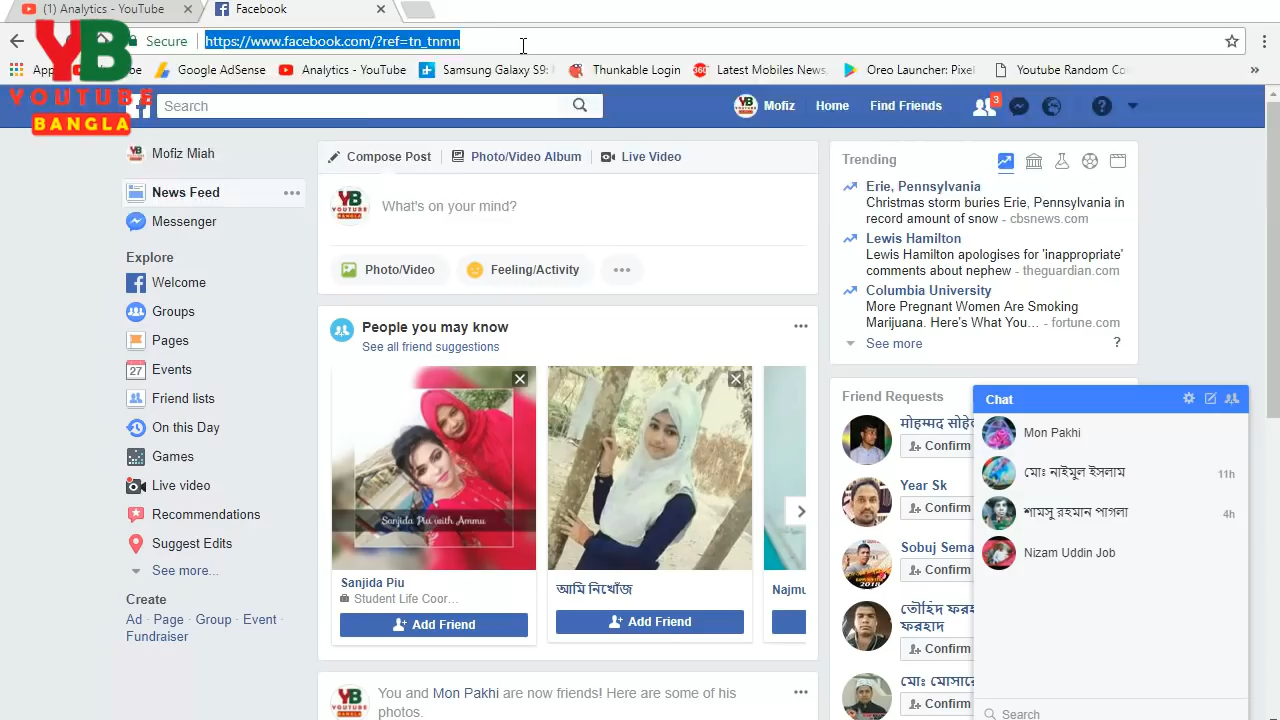 (1) Analytics - YouTube
Facebook
Secure
https://www.facebook.com/?ref=tn_tnmn
Google AdSense
Analytics - YouTube
Samsung Galaxy S9:
Thunkable Login
Latest Movies News,
Oreo Launcher: Pixel
Youtube Random Co
YB
YOUTUBE
BANGLA
Search
Mofiz
Home
Find Friends
3
Mofiz Miah
News Feed
Messenger
Explore
Welcome
Groups
Pages
27
Events
Friend lists
On this Day
Games
Live video
Recommendations
Suggest Edits
See more...
Create
Ad · Page · Group · Event ·
Fundraiser
Compose Post
Photo/Video Album
Live Video
What's on your mind?
Photo/Video
Feeling/Activity
People you may know
See all friend suggestions
Sanjida Piu with Ammu
Sanjida Piu
Student Life Coor…
Add Friend
আমি নিখোঁজ
Add Friend
Najmu
You and Mon Pakhi are now friends! Here are some of his
photos.
Trending
Erie, Pennsylvania
Christmas storm buries Erie, Pennsylvania in
record amount of snow - cbsnews.com
Lewis Hamilton
Lewis Hamilton apologises for 'inappropriate'
comments about nephew - theguardian.com
Columbia University
More Pregnant Women Are Smoking
Marijuana. Here's What You… - fortune.com
See more
?
Friend Requests
মোহম্মদ সোহে
Confirm
Year Sk
Confirm
Sobuj Sema
Confirm
তৌহিদ ফরহ
ফরহাদ
Confirm
মোঃ মোসারে
Confirm
Chat
Mon Pakhi
মোঃ নাইমুল ইসলাম
11h
শামসু রহমান পাগলা
4h
Nizam Uddin Job
Search